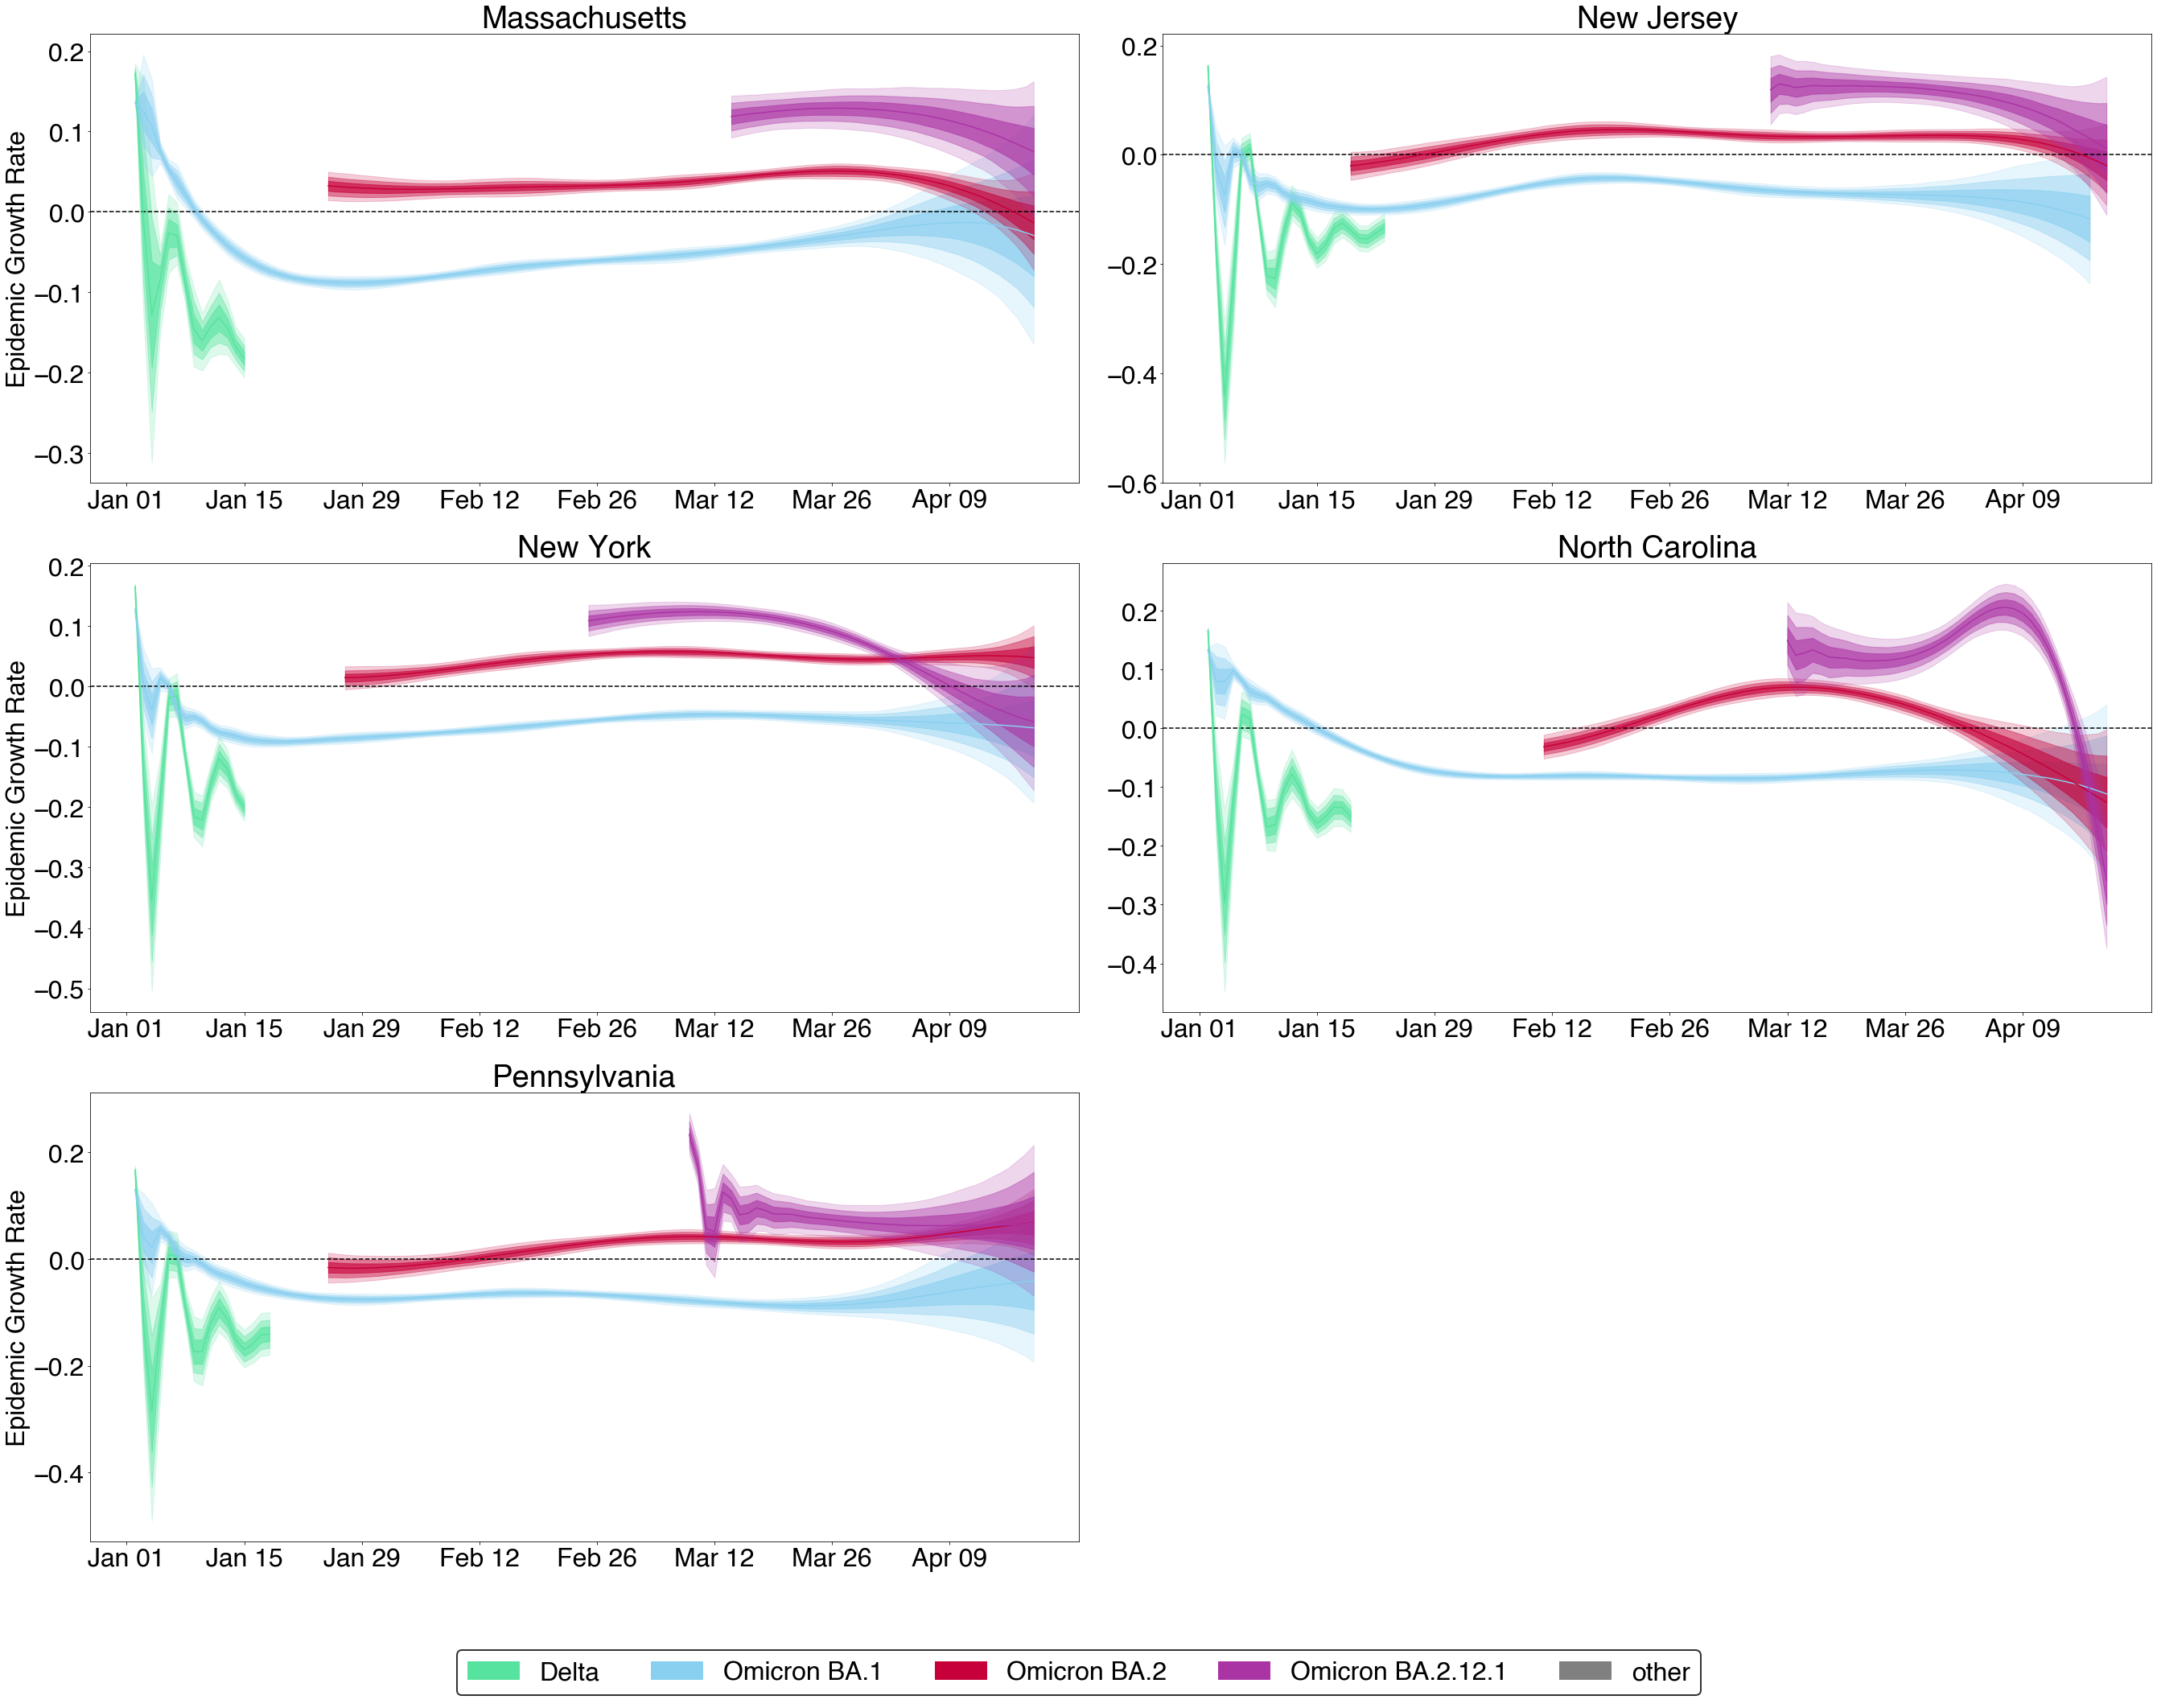 Massachusetts
Epidemic Growth Rate
0.2
0.1
0.0
−0.1
−0.2
−0.3
Jan 01 Jan 15 Jan 29 Feb 12 Feb 26 Mar 12 Mar 26 Apr 09
New Jersey
0.2
0.0
−0.2
−0.4
−0.6
Jan 01 Jan 15 Jan 29 Feb 12 Feb 26 Mar 12 Mar 26 Apr 09
New York
Epidemic Growth Rate
0.2
0.1
0.0
−0.1
−0.2
−0.3
−0.4
−0.5
Jan 01 Jan 15 Jan 29 Feb 12 Feb 26 Mar 12 Mar 26 Apr 09
North Carolina
0.2
0.1
0.0
−0.1
−0.2
−0.3
−0.4
Jan 01 Jan 15 Jan 29 Feb 12 Feb 26 Mar 12 Mar 26 Apr 09
Pennsylvania
Epidemic Growth Rate
0.2
0.0
−0.2
−0.4
Jan 01 Jan 15 Jan 29 Feb 12 Feb 26 Mar 12 Mar 26 Apr 09
Delta Omicron BA.1 Omicron BA.2 Omicron BA.2.12.1 other